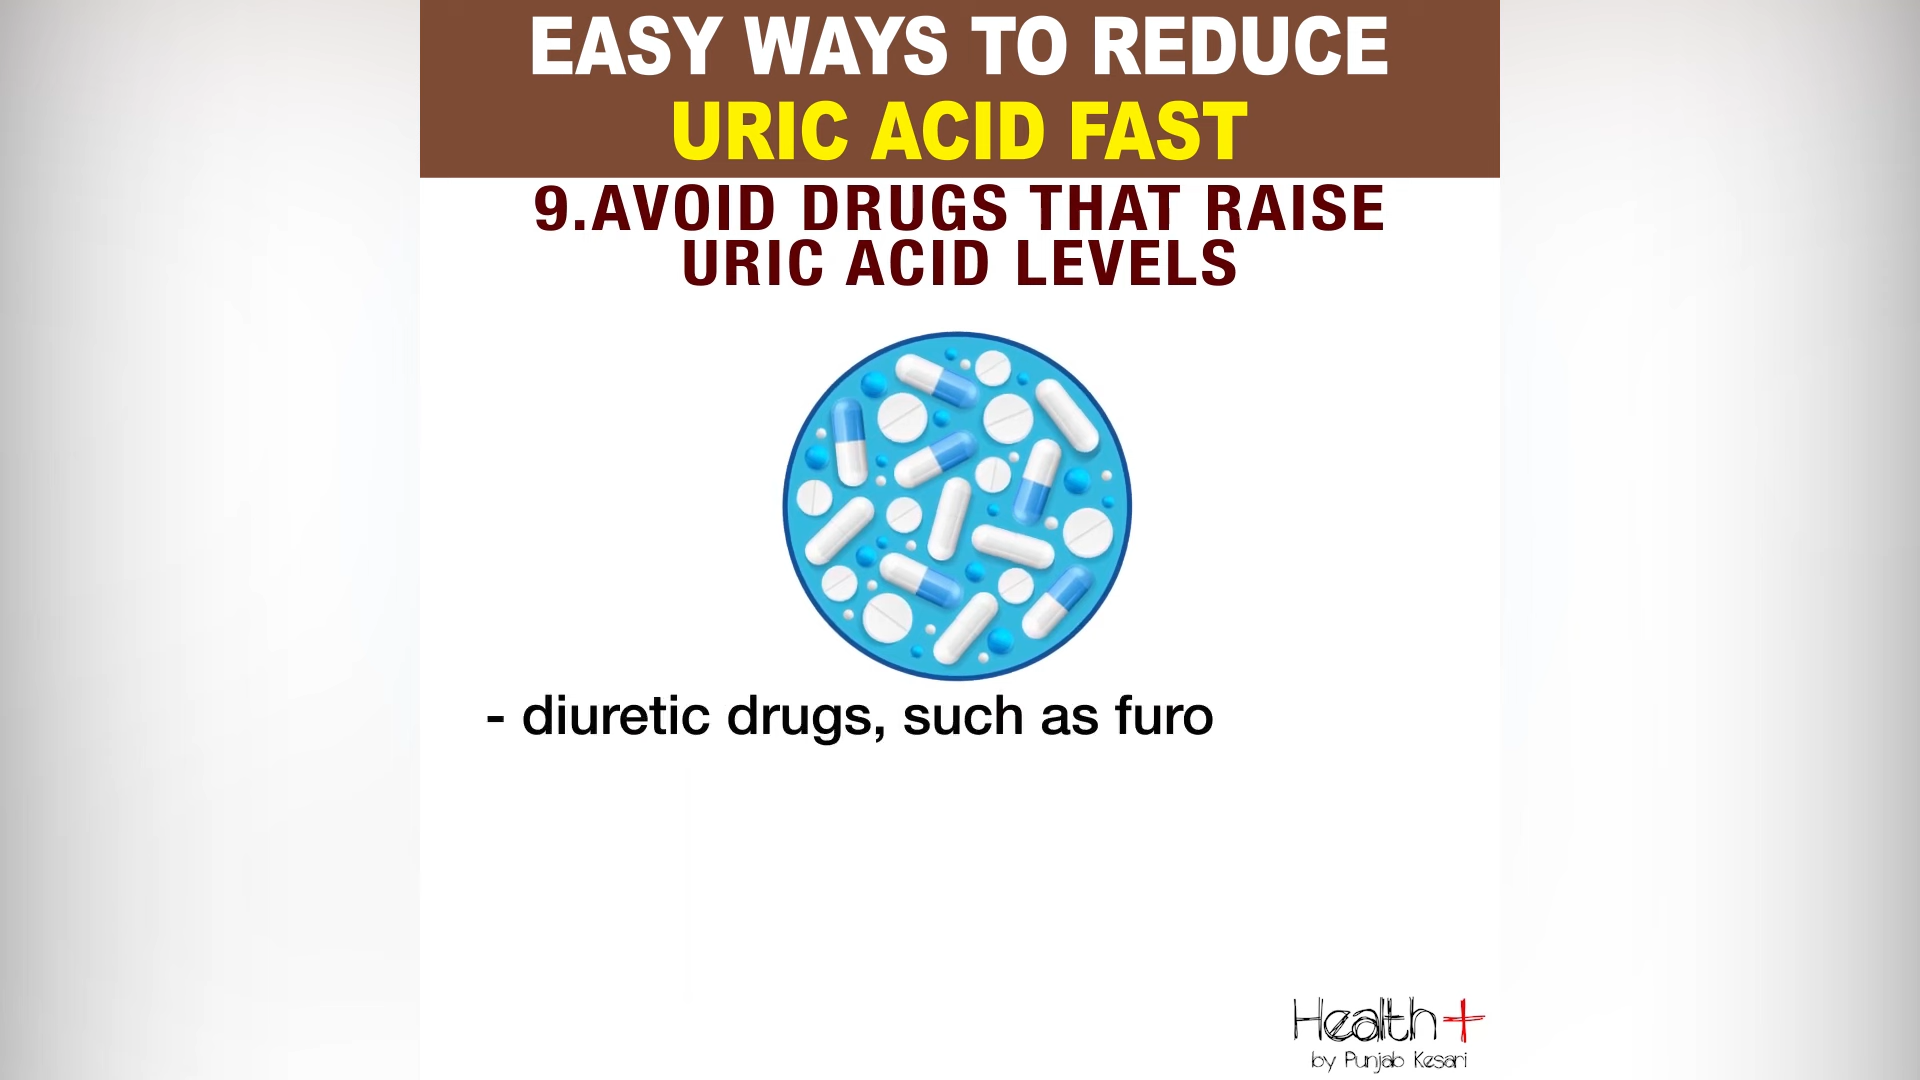 EASY WAYS TO REDUCE
URIC ACID FAST
9.AVOID DRUGS THAT RAISE
URIC ACID LEVELS
- diuretic drugs, such as furo
Health+
by Punjab Kesari